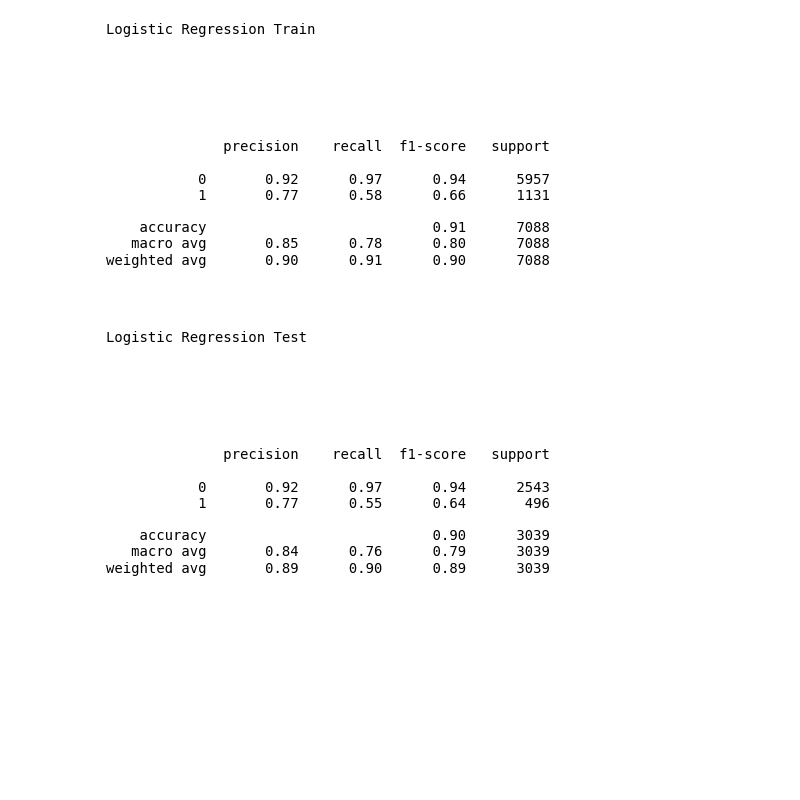 Logistic Regression Train
precision recall f1-score support
0 0.92 0.97 0.94 5957
1 0.77 0.58 0.66 1131
accuracy 0.91 7088
macro avg 0.85 0.78 0.80 7088
weighted avg 0.90 0.91 0.90 7088
Logistic Regression Test
precision recall f1-score support
0 0.92 0.97 0.94 2543
1 0.77 0.55 0.64 496
accuracy 0.90 3039
macro avg 0.84 0.76 0.79 3039
weighted avg 0.89 0.90 0.89 3039